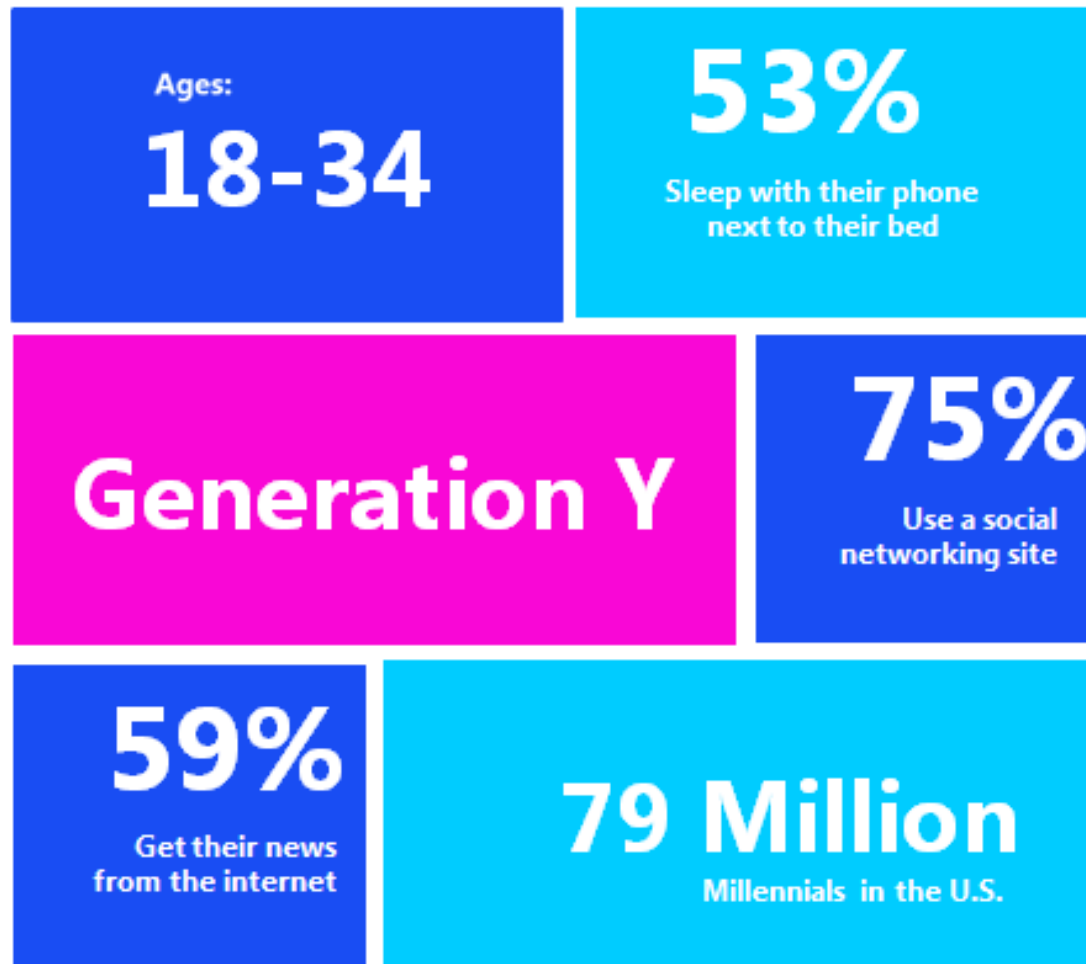 Ages:
18-34
53%
Sleep with their phone
next to their bed
Generation Y
75%
Use a social
networking site
59%
Get their news
from the internet
79 Million
Millennials in the U.S.